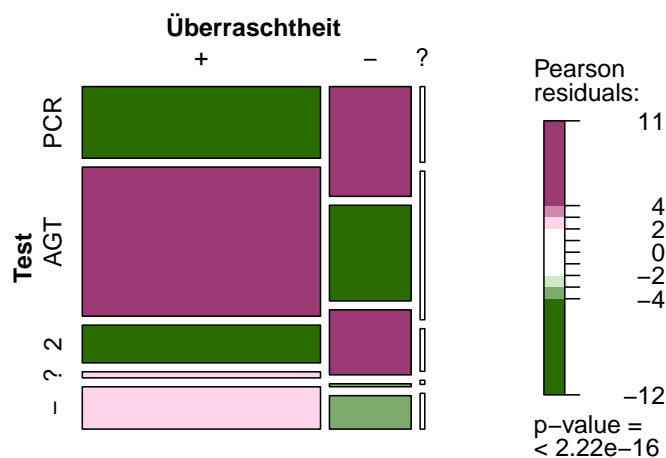 Überraschtheit
+ − ?
Test
PCR
AGT
2
?
−
Pearson
residuals:
11
4
2
0
−2
−4
−12
p−value =
< 2.22e−16